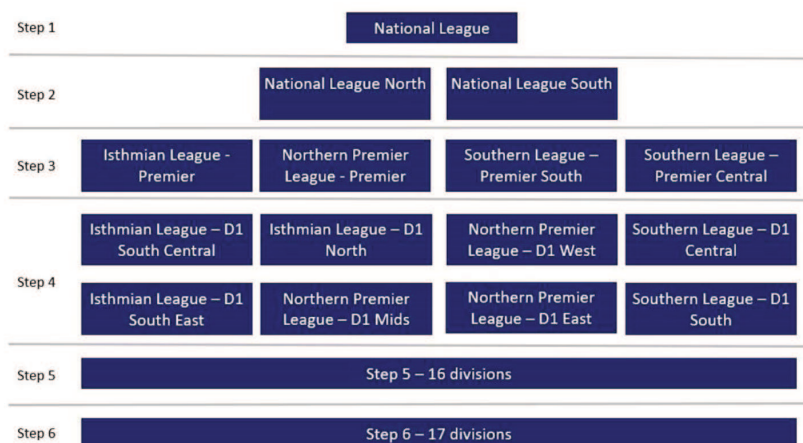 Step 1
National League
Step 2
National League North
National League South
Step 3
Isthmian League -
Premier
Northern Premier
League - Premier
Southern League –
Premier South
Southern League –
Premier Central
Step 4
Isthmian League – D1
South Central
Isthmian League – D1
North
Northern Premier
League – D1 West
Southern League – D1
Central
Isthmian League – D1
South East
Northern Premier
League – D1 Mids
Northern Premier
League – D1 East
Southern League – D1
South
Step 5
Step 5 – 16 divisions
Step 6
Step 6 – 17 divisions